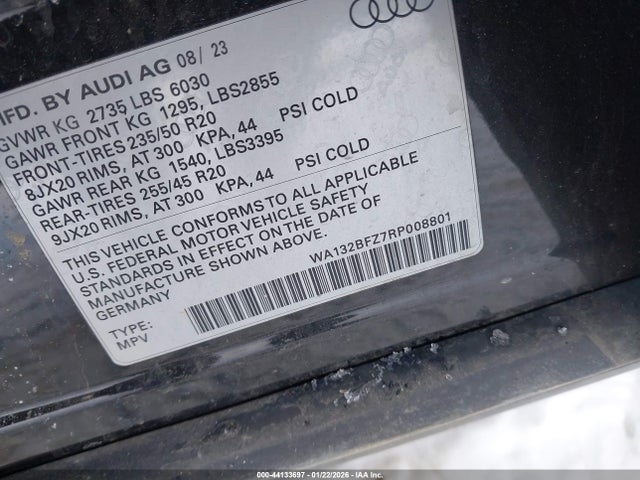 MFD. BY AUDI AG 08/ 23
GVWR KG 2735 LBS 6030
GAWR FRONT KG 1295, LBS2855
FRONT-TIRES 235/50 R20
8JX20 RIMS, AT 300 KPA, 44 PSI COLD
GAWR REAR KG 1540, LBS3395
REAR-TIRES 255/45 R20
9JX20 RIMS, AT 300 KPA, 44 PSI COLD
THIS VEHICLE CONFORMS TO ALL APPLICABLE
U.S. FEDERAL MOTOR VEHICLE SAFETY
STANDARDS IN EFFECT ON THE DATE OF
MANUFACTURE SHOWN ABOVE.
GERMANY
WA132BFZ7RP008801
TYPE:
MPV
000-44133697 - 01/22/2026 - IAA Inc.